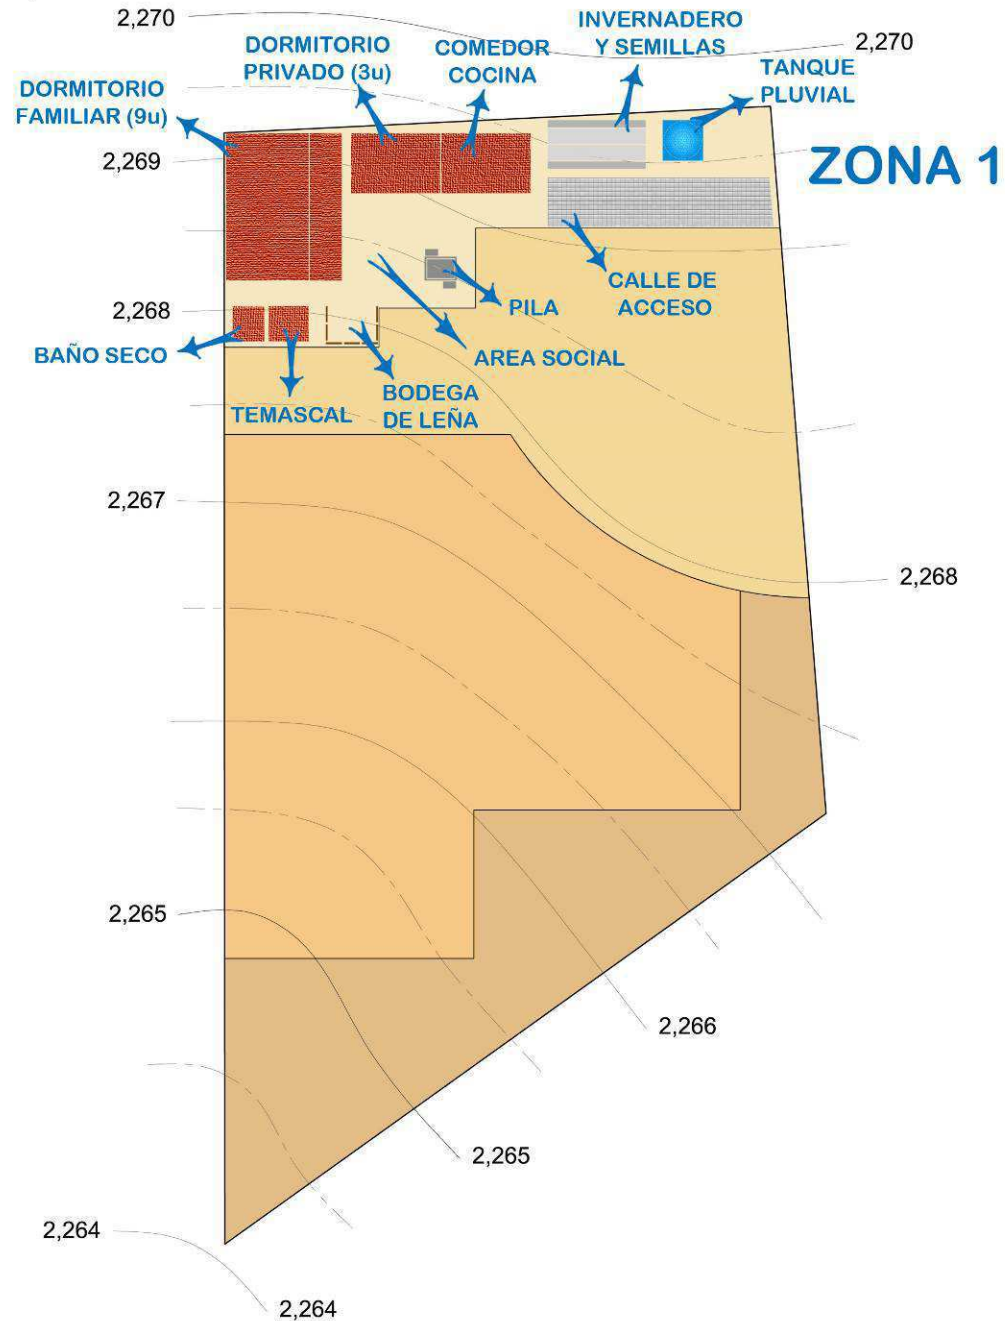 2,270
INVERNADERO
Y SEMILLAS
2,270
DORMITORIO
PRIVADO (3u)
COMEDOR
COCINA
TANQUE
PLUVIAL
DORMITORIO
FAMILIAR (9u)
2,269
ZONA 1
CALLE DE
ACCESO
PILA
2,268
BAÑO SECO
AREA SOCIAL
TEMASCAL
BODEGA
DE LEÑA
2,267
2,268
2,265
2,266
2,265
2,264
2,264